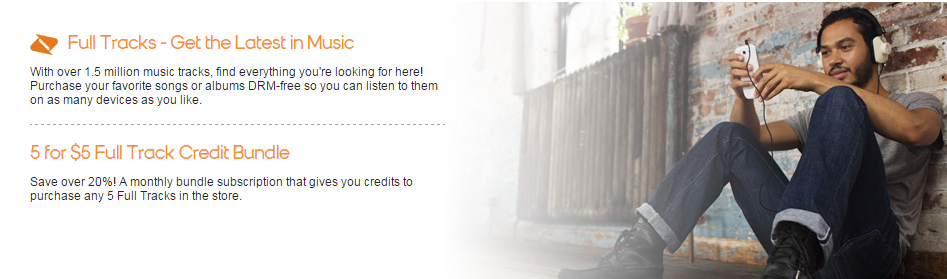 Full Tracks - Get the Latest in Music
With over 1.5 million music tracks, find everything you're looking for here!
Purchase your favorite songs or albums DRM-free so you can listen to them
on as many devices as you like.
5 for $5 Full Track Credit Bundle
Save over 20%! A monthly bundle subscription that gives you credits to
purchase any 5 Full Tracks in the store.